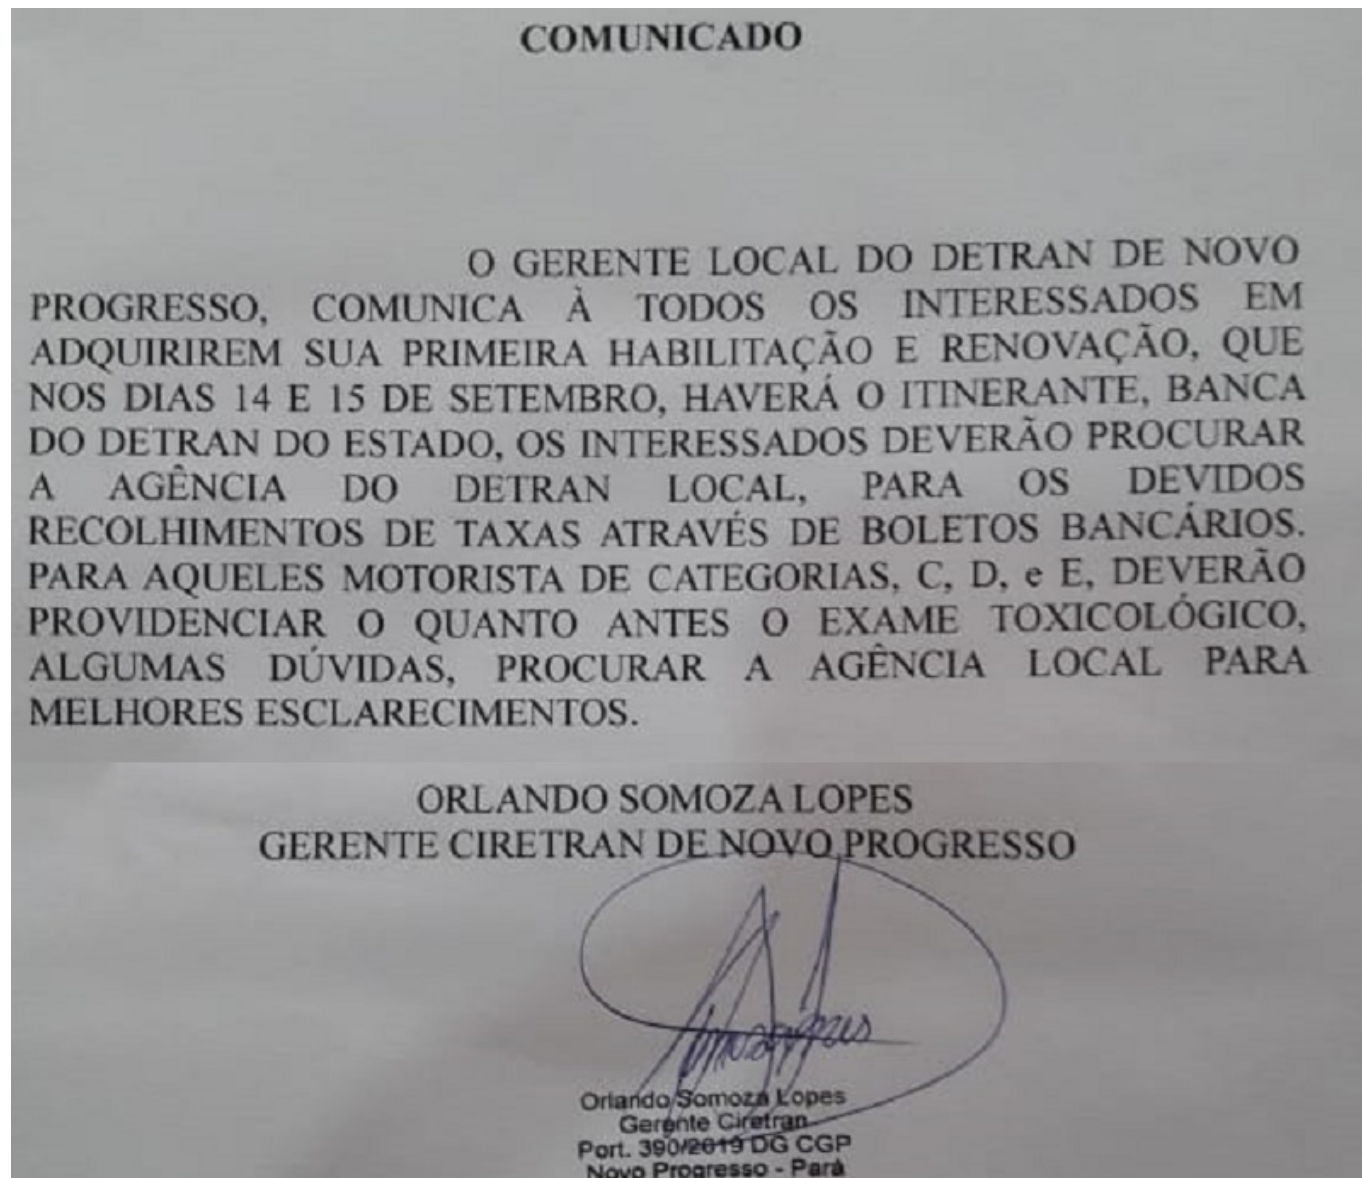 COMUNICADO
O GERENTE LOCAL DO DETRAN DE NOVO
PROGRESSO, COMUNICA À TODOS OS INTERESSADOS EM
ADQUIRIREM SUA PRIMEIRA HABILITAÇÃO E RENOVAÇÃO, QUE
NOS DIAS 14 E 15 DE SETEMBRO, HAVERÁ O ITINERANTE, BANCA
DO DETRAN DO ESTADO, OS INTERESSADOS DEVERÃO PROCURAR
A AGÊNCIA DO DETRAN LOCAL, PARA OS DEVIDOS
RECOLHIMENTOS DE TAXAS ATRAVÉS DE BOLETOS BANCÁRIOS.
PARA AQUELES MOTORISTA DE CATEGORIAS, C, D, e E, DEVERÃO
PROVIDENCIAR O QUANTO ANTES O EXAME TOXICOLÓGICO,
ALGUMAS DÚVIDAS, PROCURAR A AGÊNCIA LOCAL PARA
MELHORES ESCLARECIMENTOS.
ORLANDO SOMOZA LOPES
GERENTE CIRETRAN DE NOVO PROGRESSO
Orlando Somoza Lopes
Gerente Ciretran
Port. 390/2019 DG CGP
Novo Progresso - Pará